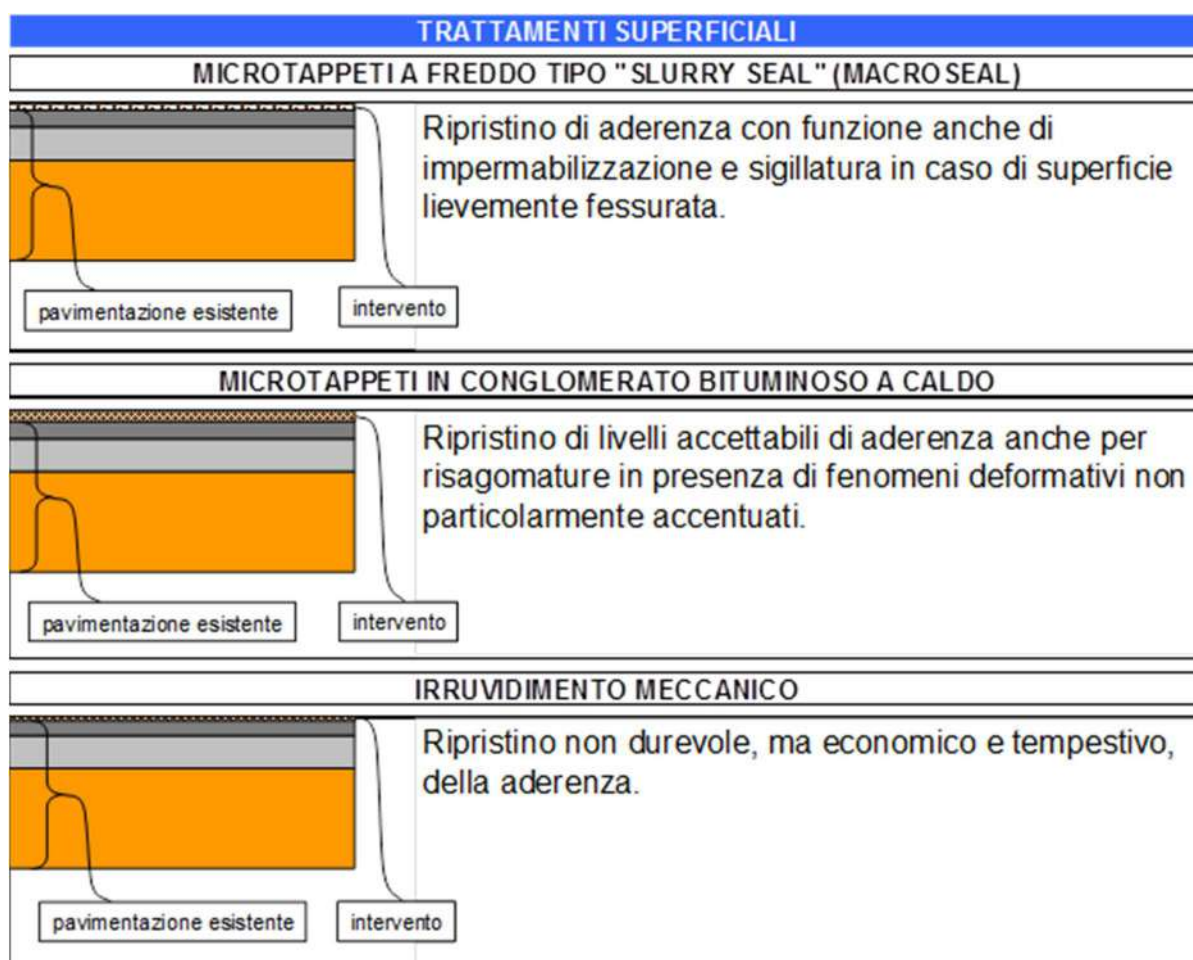 TRATTAMENTI SUPERFICIALI
MICROTAPPETI A FREDDO TIPO "SLURRY SEAL" (MACROSEAL)
Ripristino di aderenza con funzione anche di
impermabilizzazione e sigillatura in caso di superficie
lievemente fessurata.
pavimentazione esistente
intervento
MICROTAPPETI IN CONGLOMERATO BITUMINOSO A CALDO
Ripristino di livelli accettabili di aderenza anche per
risagomature in presenza di fenomeni deformativi non
particolarmente accentuati.
pavimentazione esistente
intervento
IRRUVIDIMENTO MECCANICO
Ripristino non durevole, ma economico e tempestivo,
della aderenza.
pavimentazione esistente
intervento